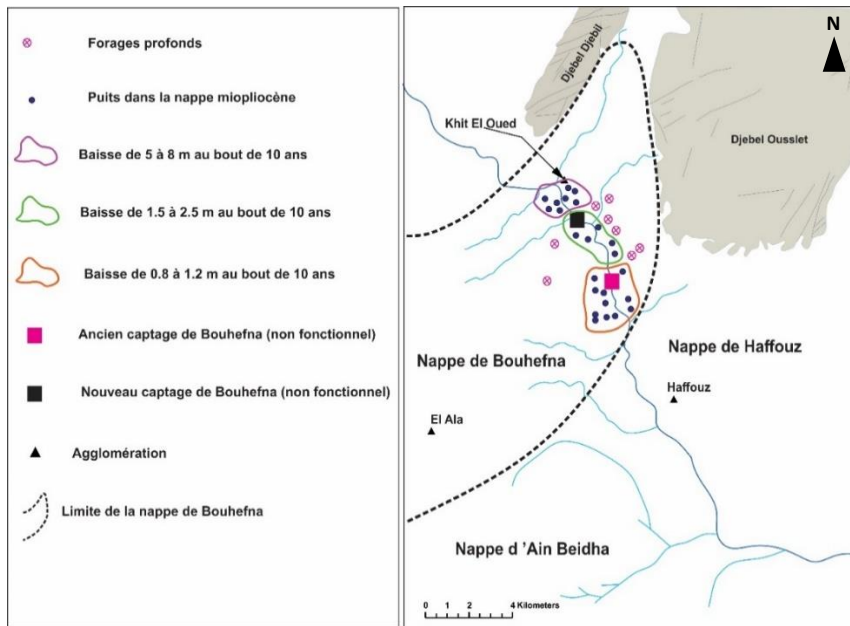 Forages profonds
Puits dans la nappe miopliocène
Baisse de 5 à 8 m au bout de 10 ans
Baisse de 1.5 à 2.5 m au bout de 10 ans
Baisse de 0.8 à 1.2 m au bout de 10 ans
Ancien captage de Bouhefna (non fonctionnel)
Nouveau captage de Bouhefna (non fonctionnel)
Agglomération
Limite de la nappe de Bouhefna
N
Djebel Djebil
Khit El Oued
Djebel Ousslet
Nappe de Bouhefna
Nappe de Haffouz
Haffouz
El Ala
Nappe d 'Ain Beidha
0 1 2 4 Kilometers